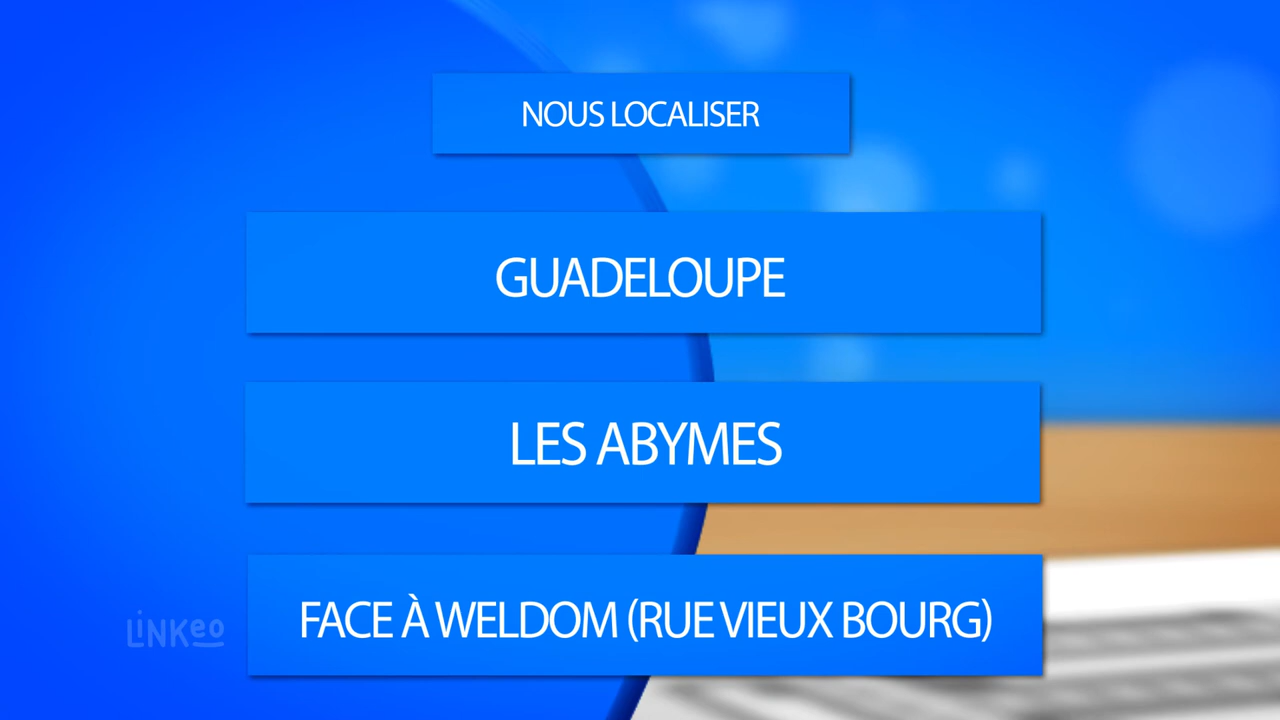 NOUS LOCALISER
GUADELOUPE
LES ABYMES
FACE À WELDOM (RUE VIEUX BOURG)
LiNKeo